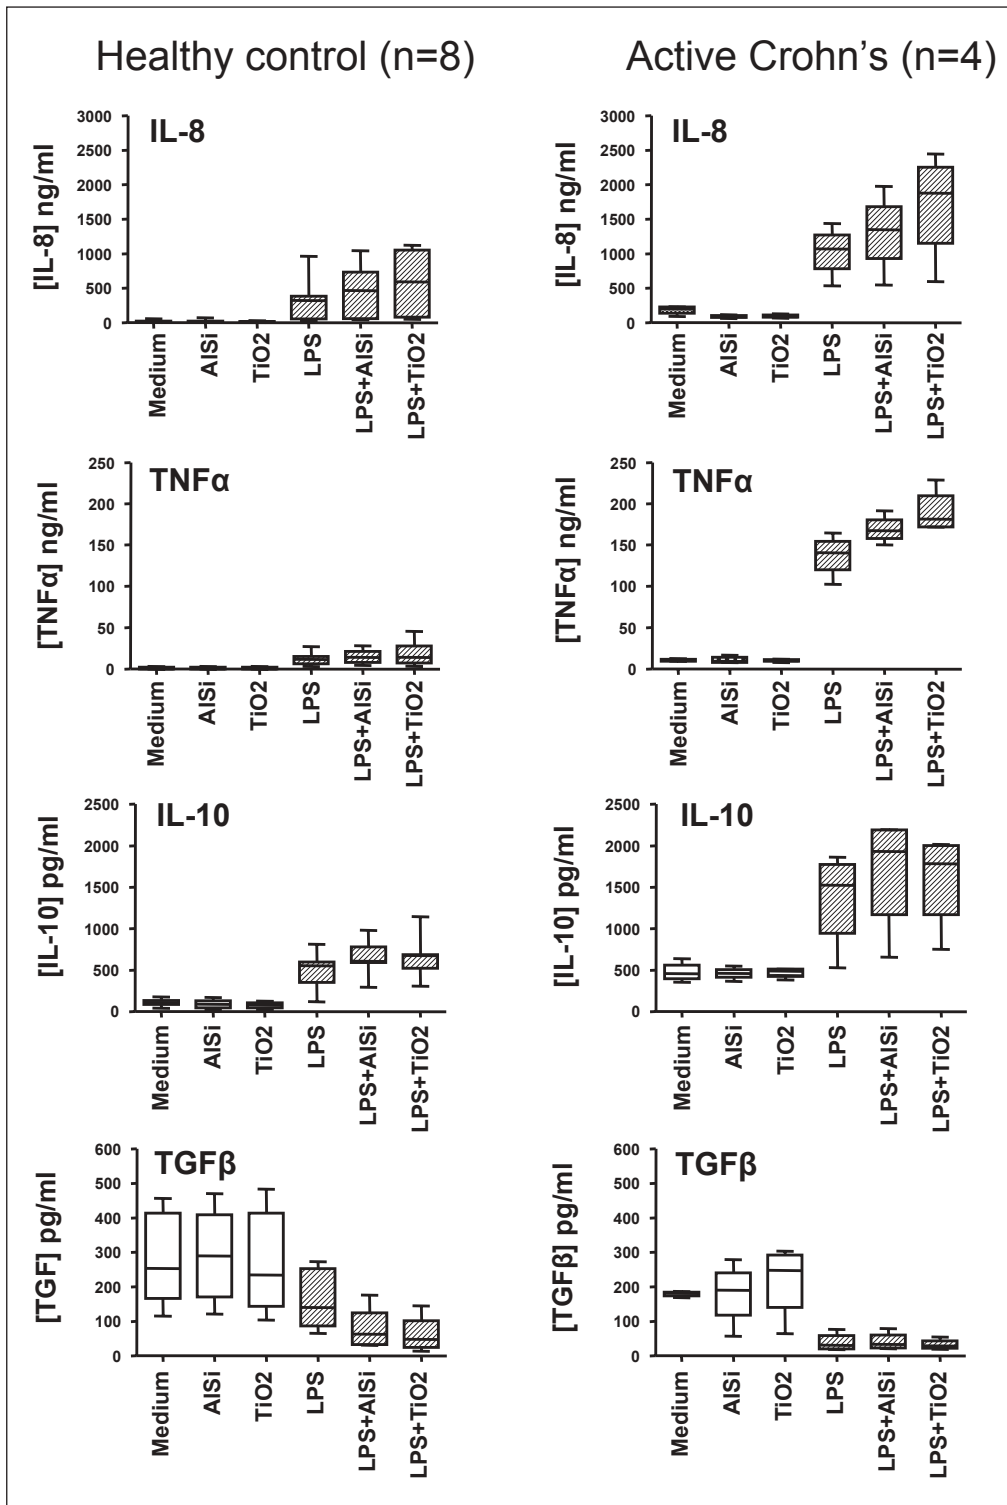 Healthy control (n=8)
Active Crohn's (n=4)
IL-8
[IL-8] ng/ml
3000
2500
2000
1500
1000
500
0
Medium
AlSi
TiO2
LPS
LPS+AlSi
LPS+TiO2
IL-8
[IL-8] ng/ml
3000
2500
2000
1500
1000
500
0
Medium
AlSi
TiO2
LPS
LPS+AlSi
LPS+TiO2
TNFα
[TNFα] ng/ml
250
200
150
100
50
0
Medium
AlSi
TiO2
LPS
LPS+AlSi
LPS+TiO2
TNFα
[TNFα] ng/ml
250
200
150
100
50
0
Medium
AlSi
TiO2
LPS
LPS+AlSi
LPS+TiO2
IL-10
[IL-10] pg/ml
2500
2000
1500
1000
500
0
Medium
AlSi
TiO2
LPS
LPS+AlSi
LPS+TiO2
IL-10
[IL-10] pg/ml
2500
2000
1500
1000
500
0
Medium
AlSi
TiO2
LPS
LPS+AlSi
LPS+TiO2
TGFβ
[TGF] pg/ml
600
500
400
300
200
100
0
Medium
AlSi
TiO2
LPS
LPS+AlSi
LPS+TiO2
TGFβ
[TGFβ] pg/ml
600
500
400
300
200
100
0
Medium
AlSi
TiO2
LPS
LPS+AlSi
LPS+TiO2